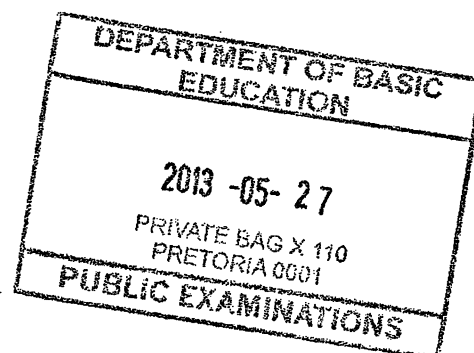 DEPARTMENT OF BASIC
EDUCATION
2013 -05- 27
PRIVATE BAG X 110
PRETORIA 0001
PUBLIC EXAMINATIONS